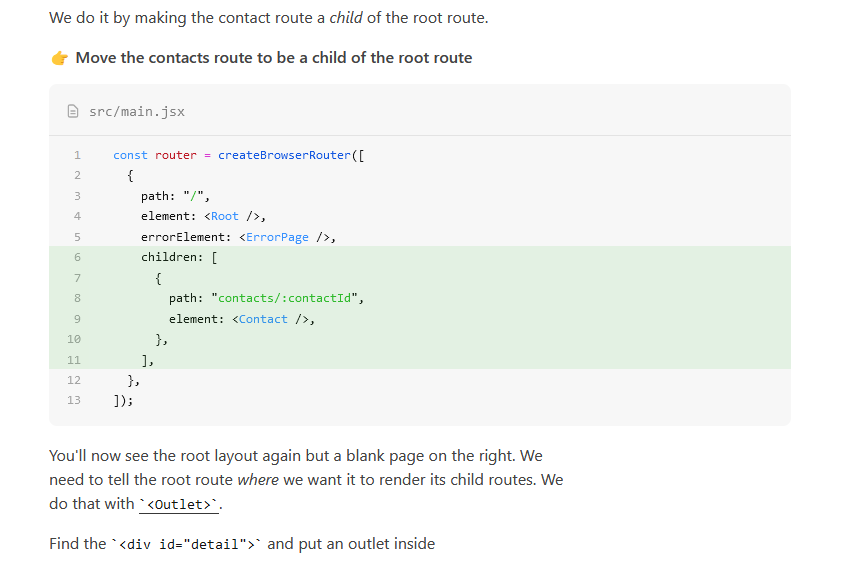 We do it by making the contact route a child of the root route.
👉 Move the contacts route to be a child of the root route
src/main.jsx
1 const router = createBrowserRouter([
2   {
3     path: "/",
4     element: <Root />,
5     errorElement: <ErrorPage />,
6     children: [
7       {
8         path: "contacts/:contactId",
9         element: <Contact />,
10       },
11     ],
12   },
13 ]);
You'll now see the root layout again but a blank page on the right. We
need to tell the root route where we want it to render its child routes. We
do that with `<Outlet>`.
Find the `<div id="detail">` and put an outlet inside